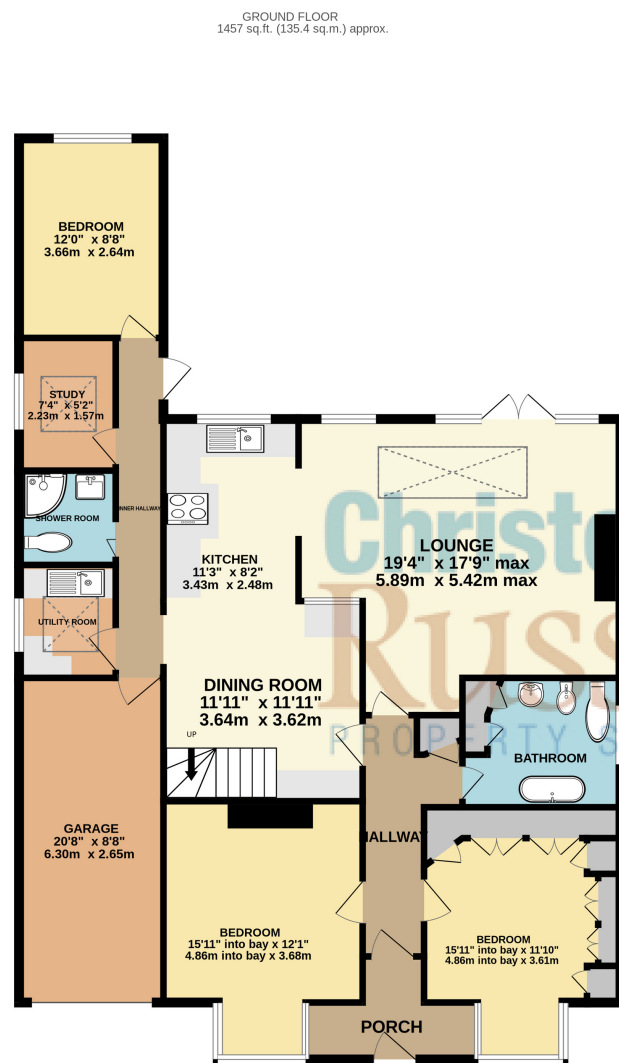 GROUND FLOOR
1457 sq.ft. (135.4 sq.m.) approx.
BEDROOM
12'0" x 8'8"
3.66m x 2.64m
STUDY
7'4" x 5'2"
2.23m x 1.57m
SHOWER ROOM
INNER HALLWAY
UTILITY ROOM
KITCHEN
11'3" x 8'2"
3.43m x 2.48m
LOUNGE
19'4" x 17'9" max
5.89m x 5.42m max
DINING ROOM
11'11" x 11'11"
3.64m x 3.62m
UP
BATHROOM
GARAGE
20'8" x 8'8"
6.30m x 2.65m
HALLWAY
BEDROOM
15'11" into bay x 12'1"
4.86m into bay x 3.68m
BEDROOM
15'11" into bay x 11'10"
4.86m into bay x 3.61m
PORCH
Christo
Russ
PROPERTY S